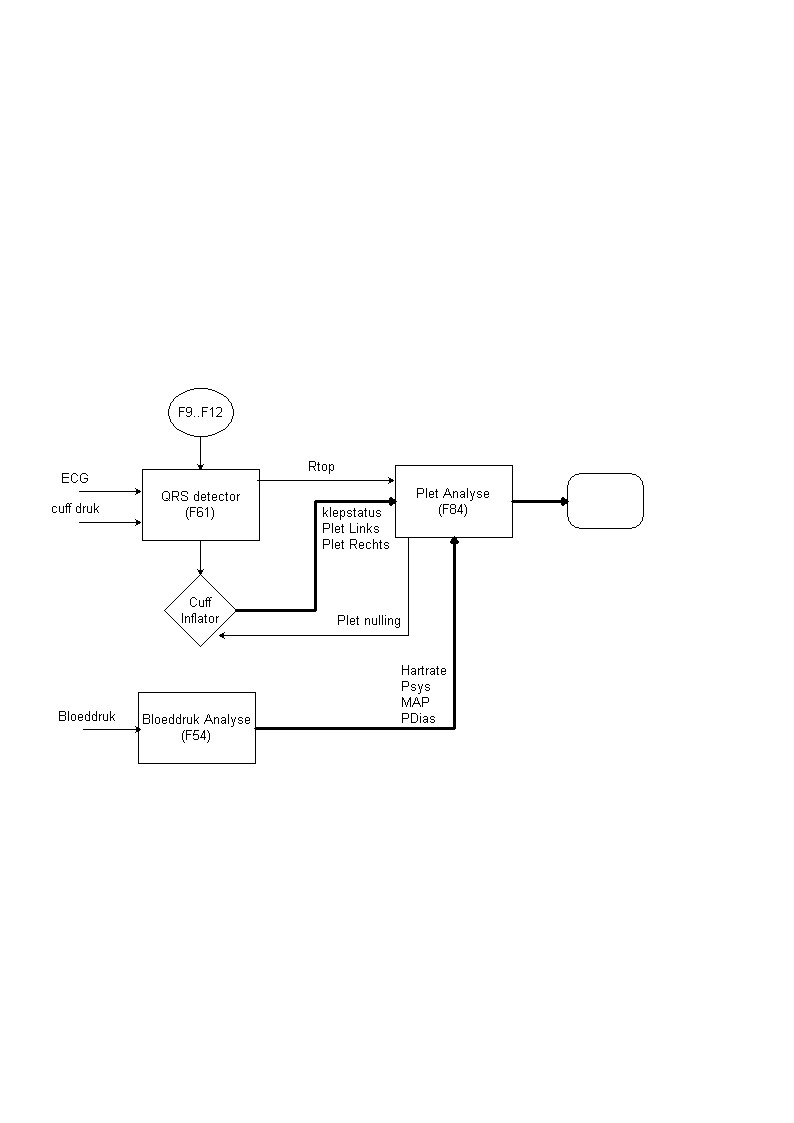 F9..F12
ECG
cuff druk
QRS detector
(F61)
Rtop
Plet Analyse
(F84)
klepstatus
Plet Links
Plet Rechts
Cuff
Inflator
Plet nulling
Hartrate
Psys
MAP
PDias
Bloeddruk
Bloeddruk Analyse
(F54)